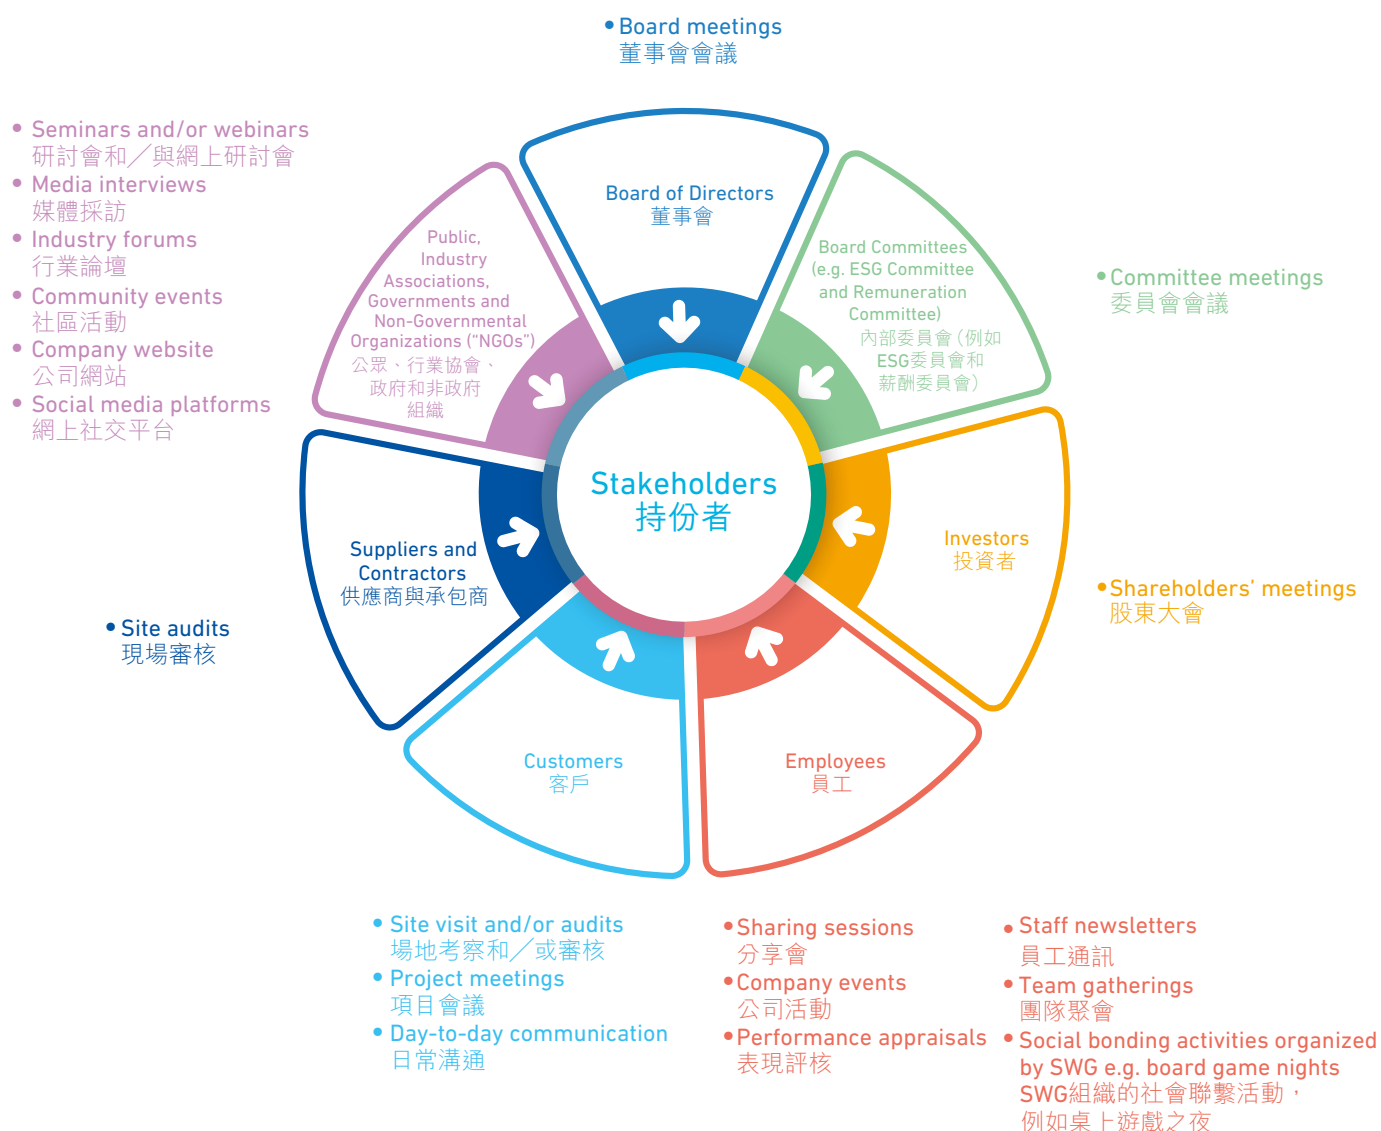 • Board meetings
董事會會議
• Seminars and/or webinars
研討會和／與網上研討會
• Media interviews
媒體採訪
• Industry forums
行業論壇
• Community events
社區活動
• Company website
公司網站
• Social media platforms
網上社交平台
Board of Directors
董事會
Public,
Industry
Associations,
Governments and
Non-Governmental
Organizations (“NGOs”)
公眾、行業協會、
政府和非政府
組織
Board Committees
(e.g. ESG Committee
and Remuneration
Committee)
內部委員會（例如
ESG委員會和
薪酬委員會）
• Committee meetings
委員會會議
Stakeholders
持份者
Suppliers and
Contractors
供應商與承包商
Investors
投資者
• Shareholders’ meetings
股東大會
• Site audits
現場審核
Customers
客戶
Employees
員工
• Site visit and/or audits
場地考察和／或審核
• Project meetings
項目會議
• Day-to-day communication
日常溝通
• Sharing sessions
分享會
• Company events
公司活動
• Performance appraisals
表現評核
• Staff newsletters
員工通訊
• Team gatherings
團隊聚會
• Social bonding activities organized
by SWG e.g. board game nights
SWG組織的社會聯繫活動，
例如桌上遊戲之夜